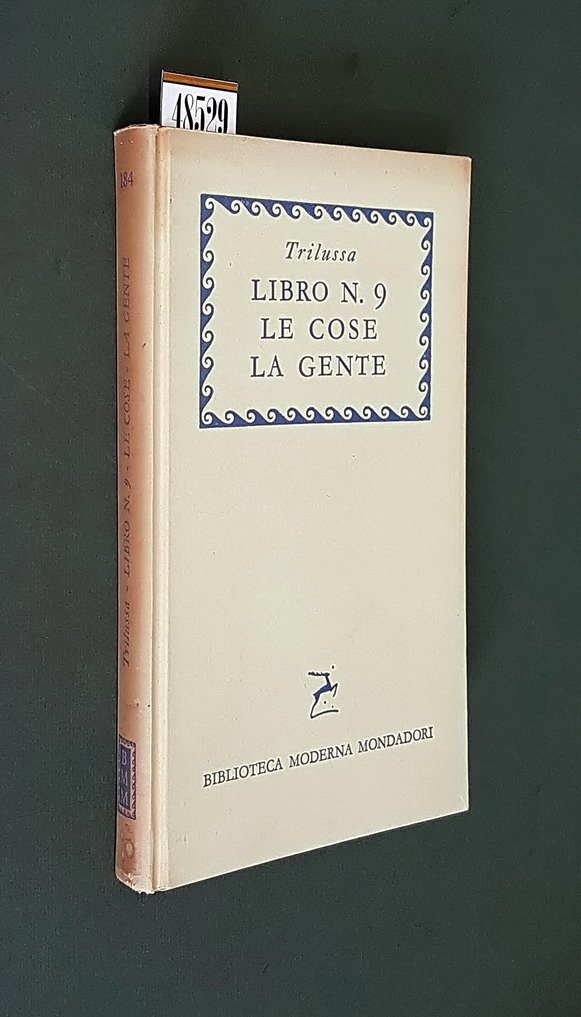 48529
Trilussa
LIBRO N. 9
LE COSE
LA GENTE
BIBLIOTECA MODERNA MONDADORI
184
Trilussa - LIBRO N. 9 - LE COSE - LA GENTE
B
M
M